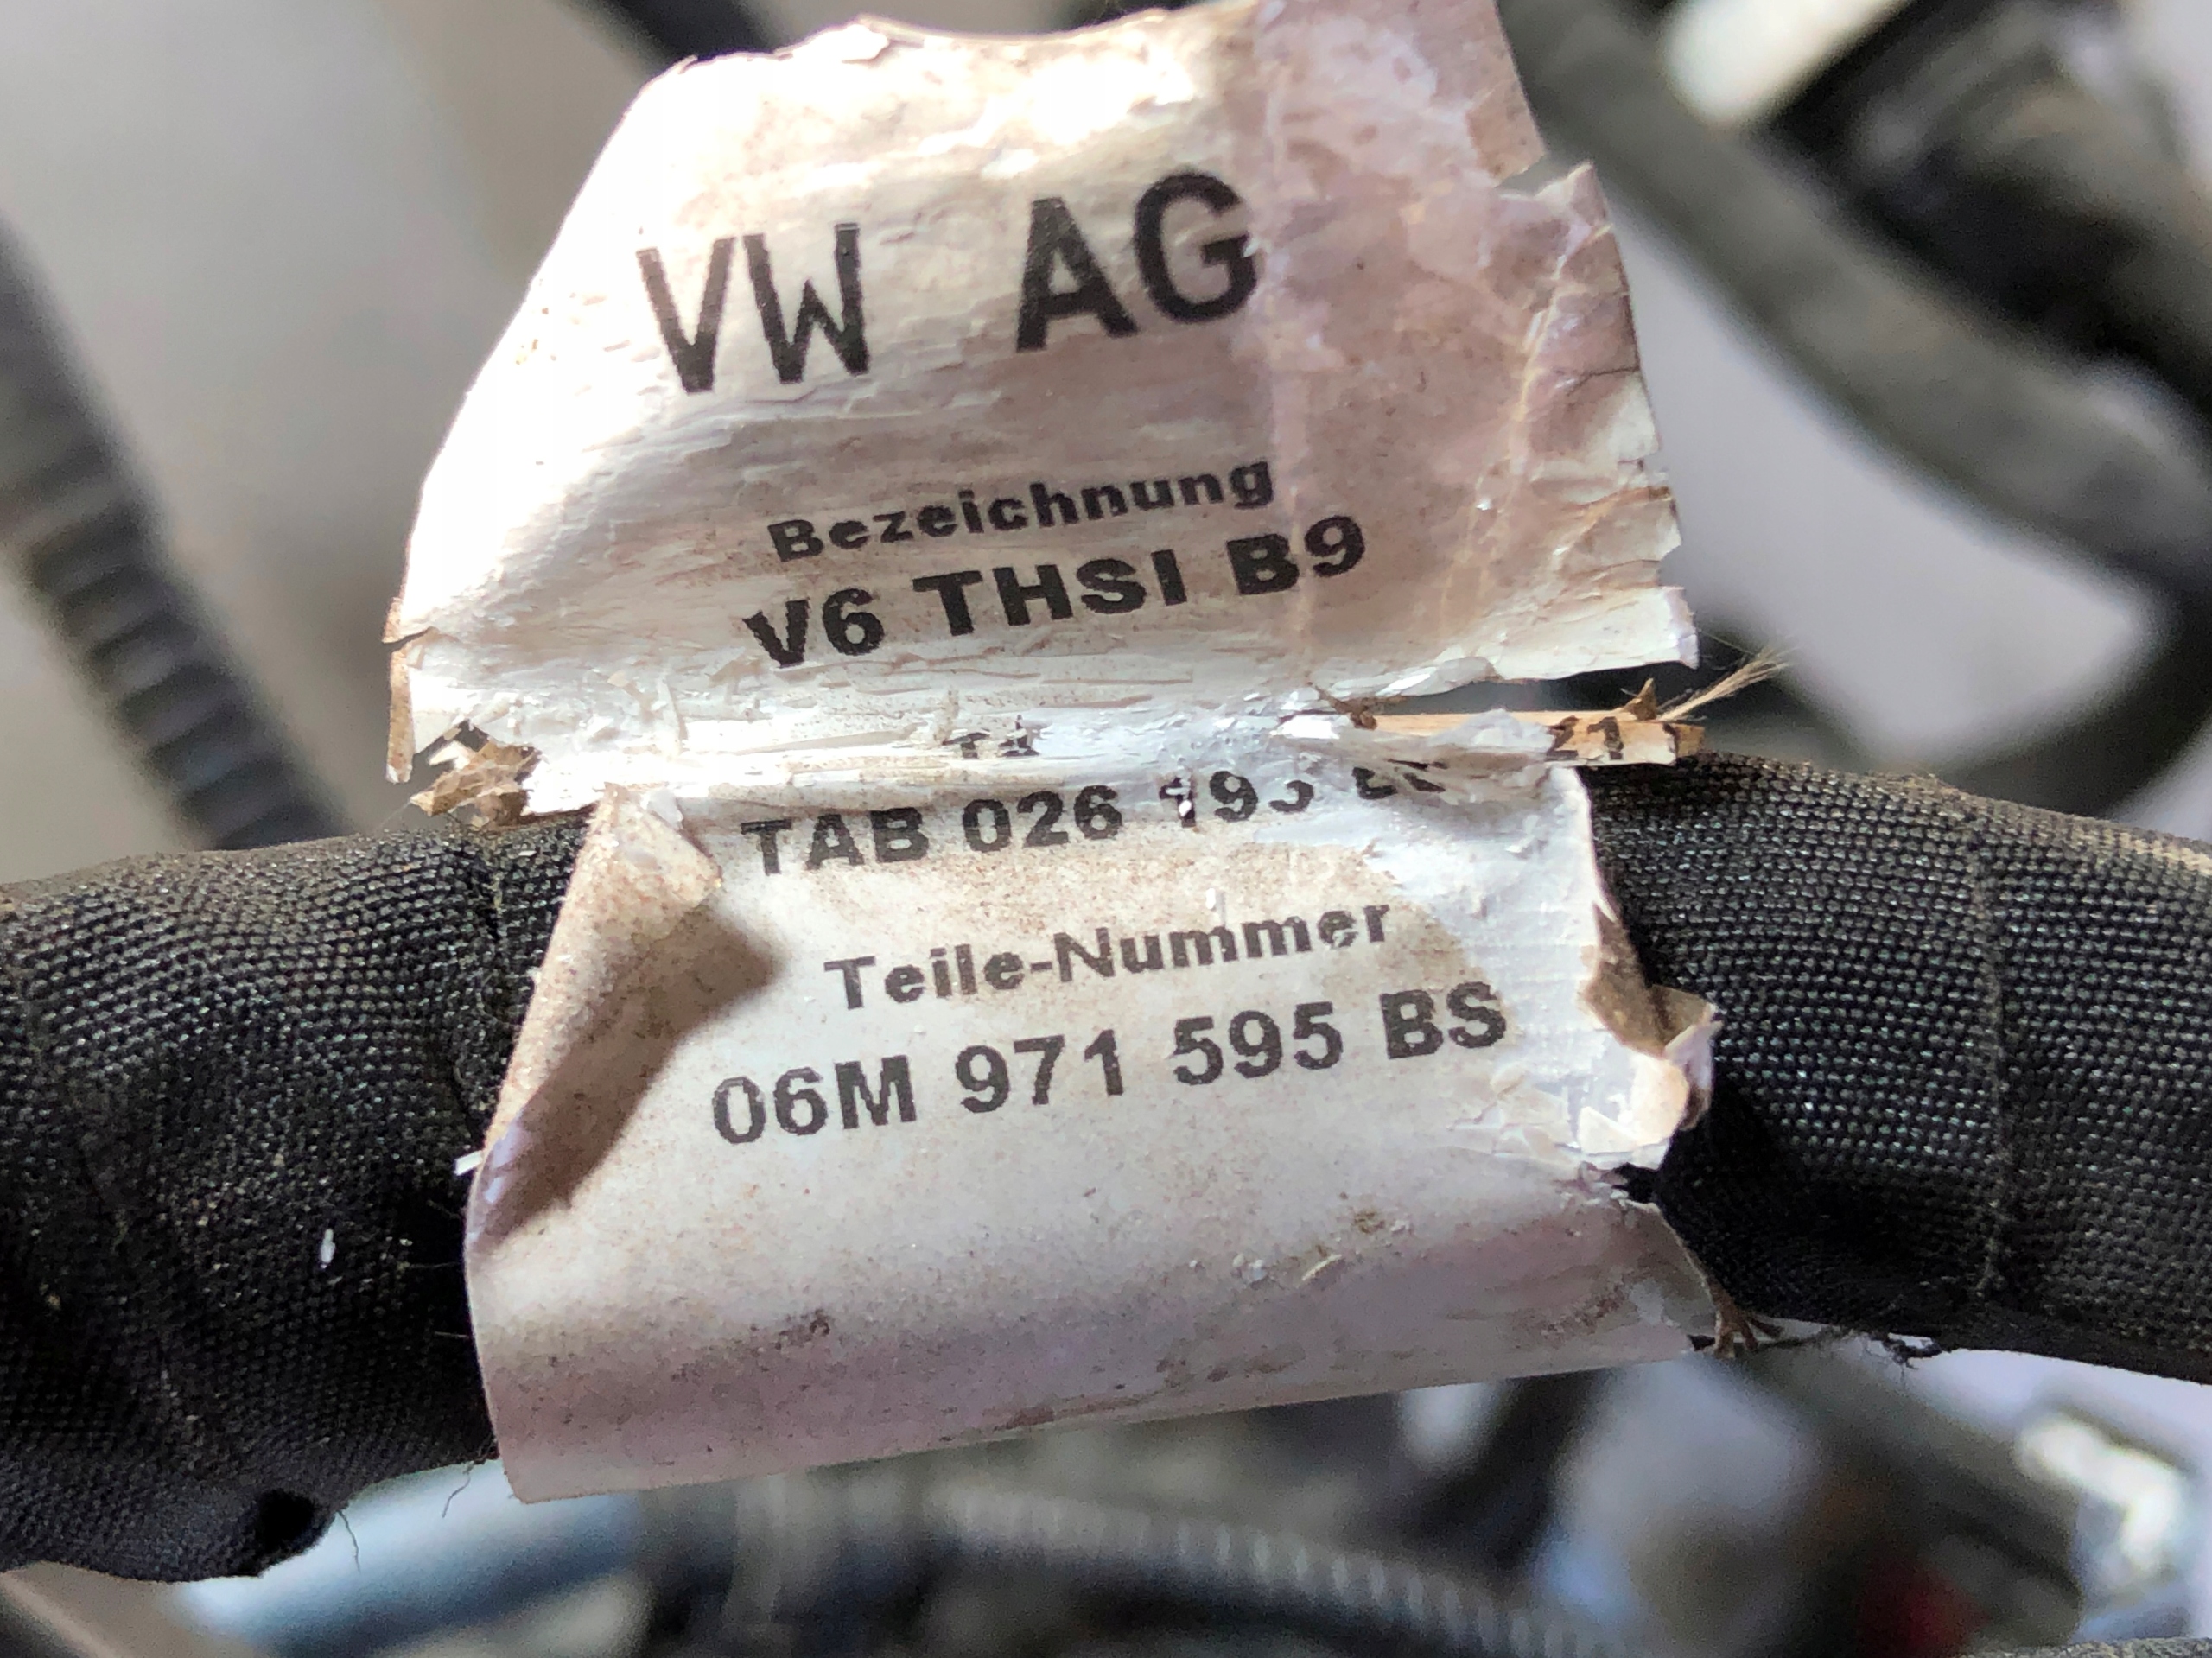 VW AG
Bezeichnung
V6 THSI B9
TAB 026
Teile-Nummer
06M 971 595 BS